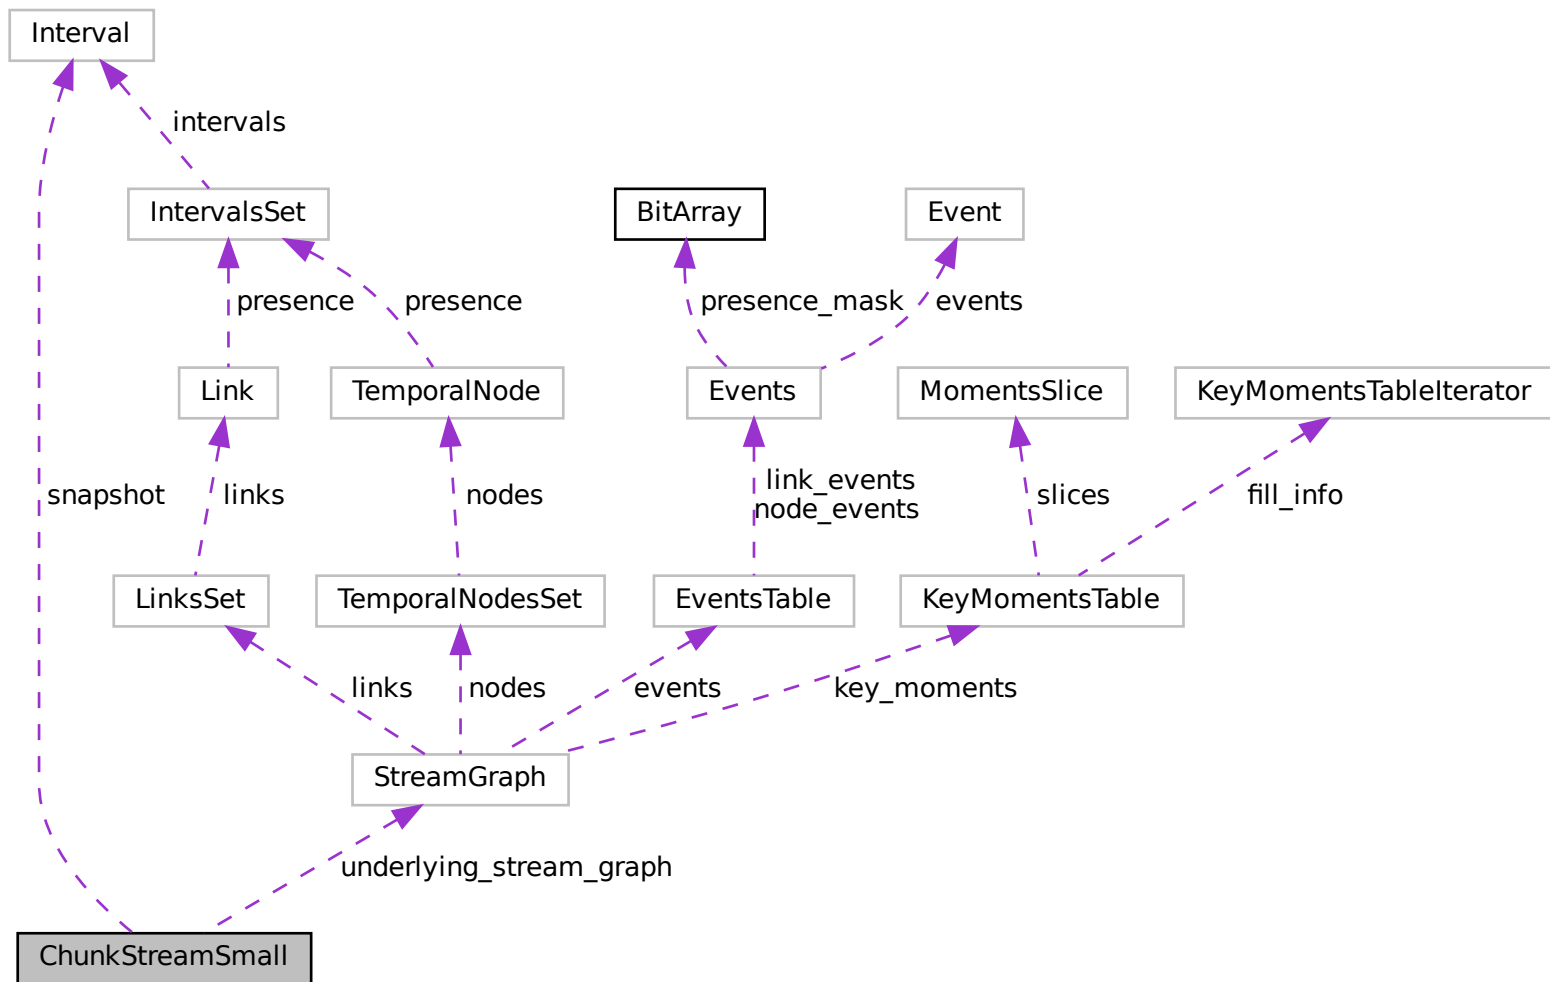 Interval
intervals
IntervalsSet
BitArray
Event
presence
presence
presence_mask
events
Link
TemporalNode
Events
MomentsSlice
KeyMomentsTableIterator
snapshot
links
nodes
link_events
node_events
slices
fill_info
LinksSet
TemporalNodesSet
EventsTable
KeyMomentsTable
links
nodes
events
key_moments
StreamGraph
underlying_stream_graph
ChunkStreamSmall